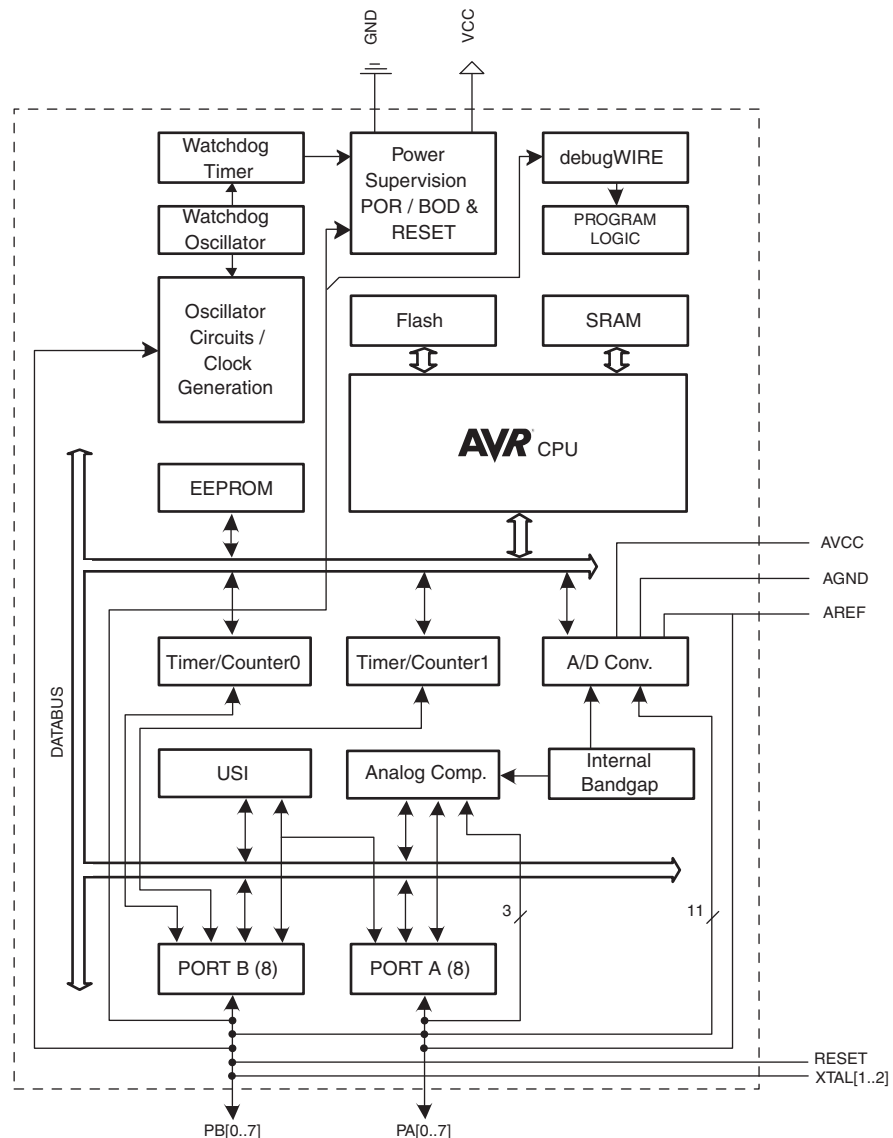 GND
VCC
Watchdog
Timer
Watchdog
Oscillator
Oscillator
Circuits /
Clock
Generation
Power
Supervision
POR / BOD &
RESET
debugWIRE
PROGRAM
LOGIC
Flash
SRAM
AVR® CPU
EEPROM
AVCC
AGND
AREF
Timer/Counter0
Timer/Counter1
A/D Conv.
DATABUS
USI
Analog Comp.
Internal
Bandgap
3
11
PORT B (8)
PORT A (8)
RESET
XTAL[1..2]
PB[0..7]
PA[0..7]